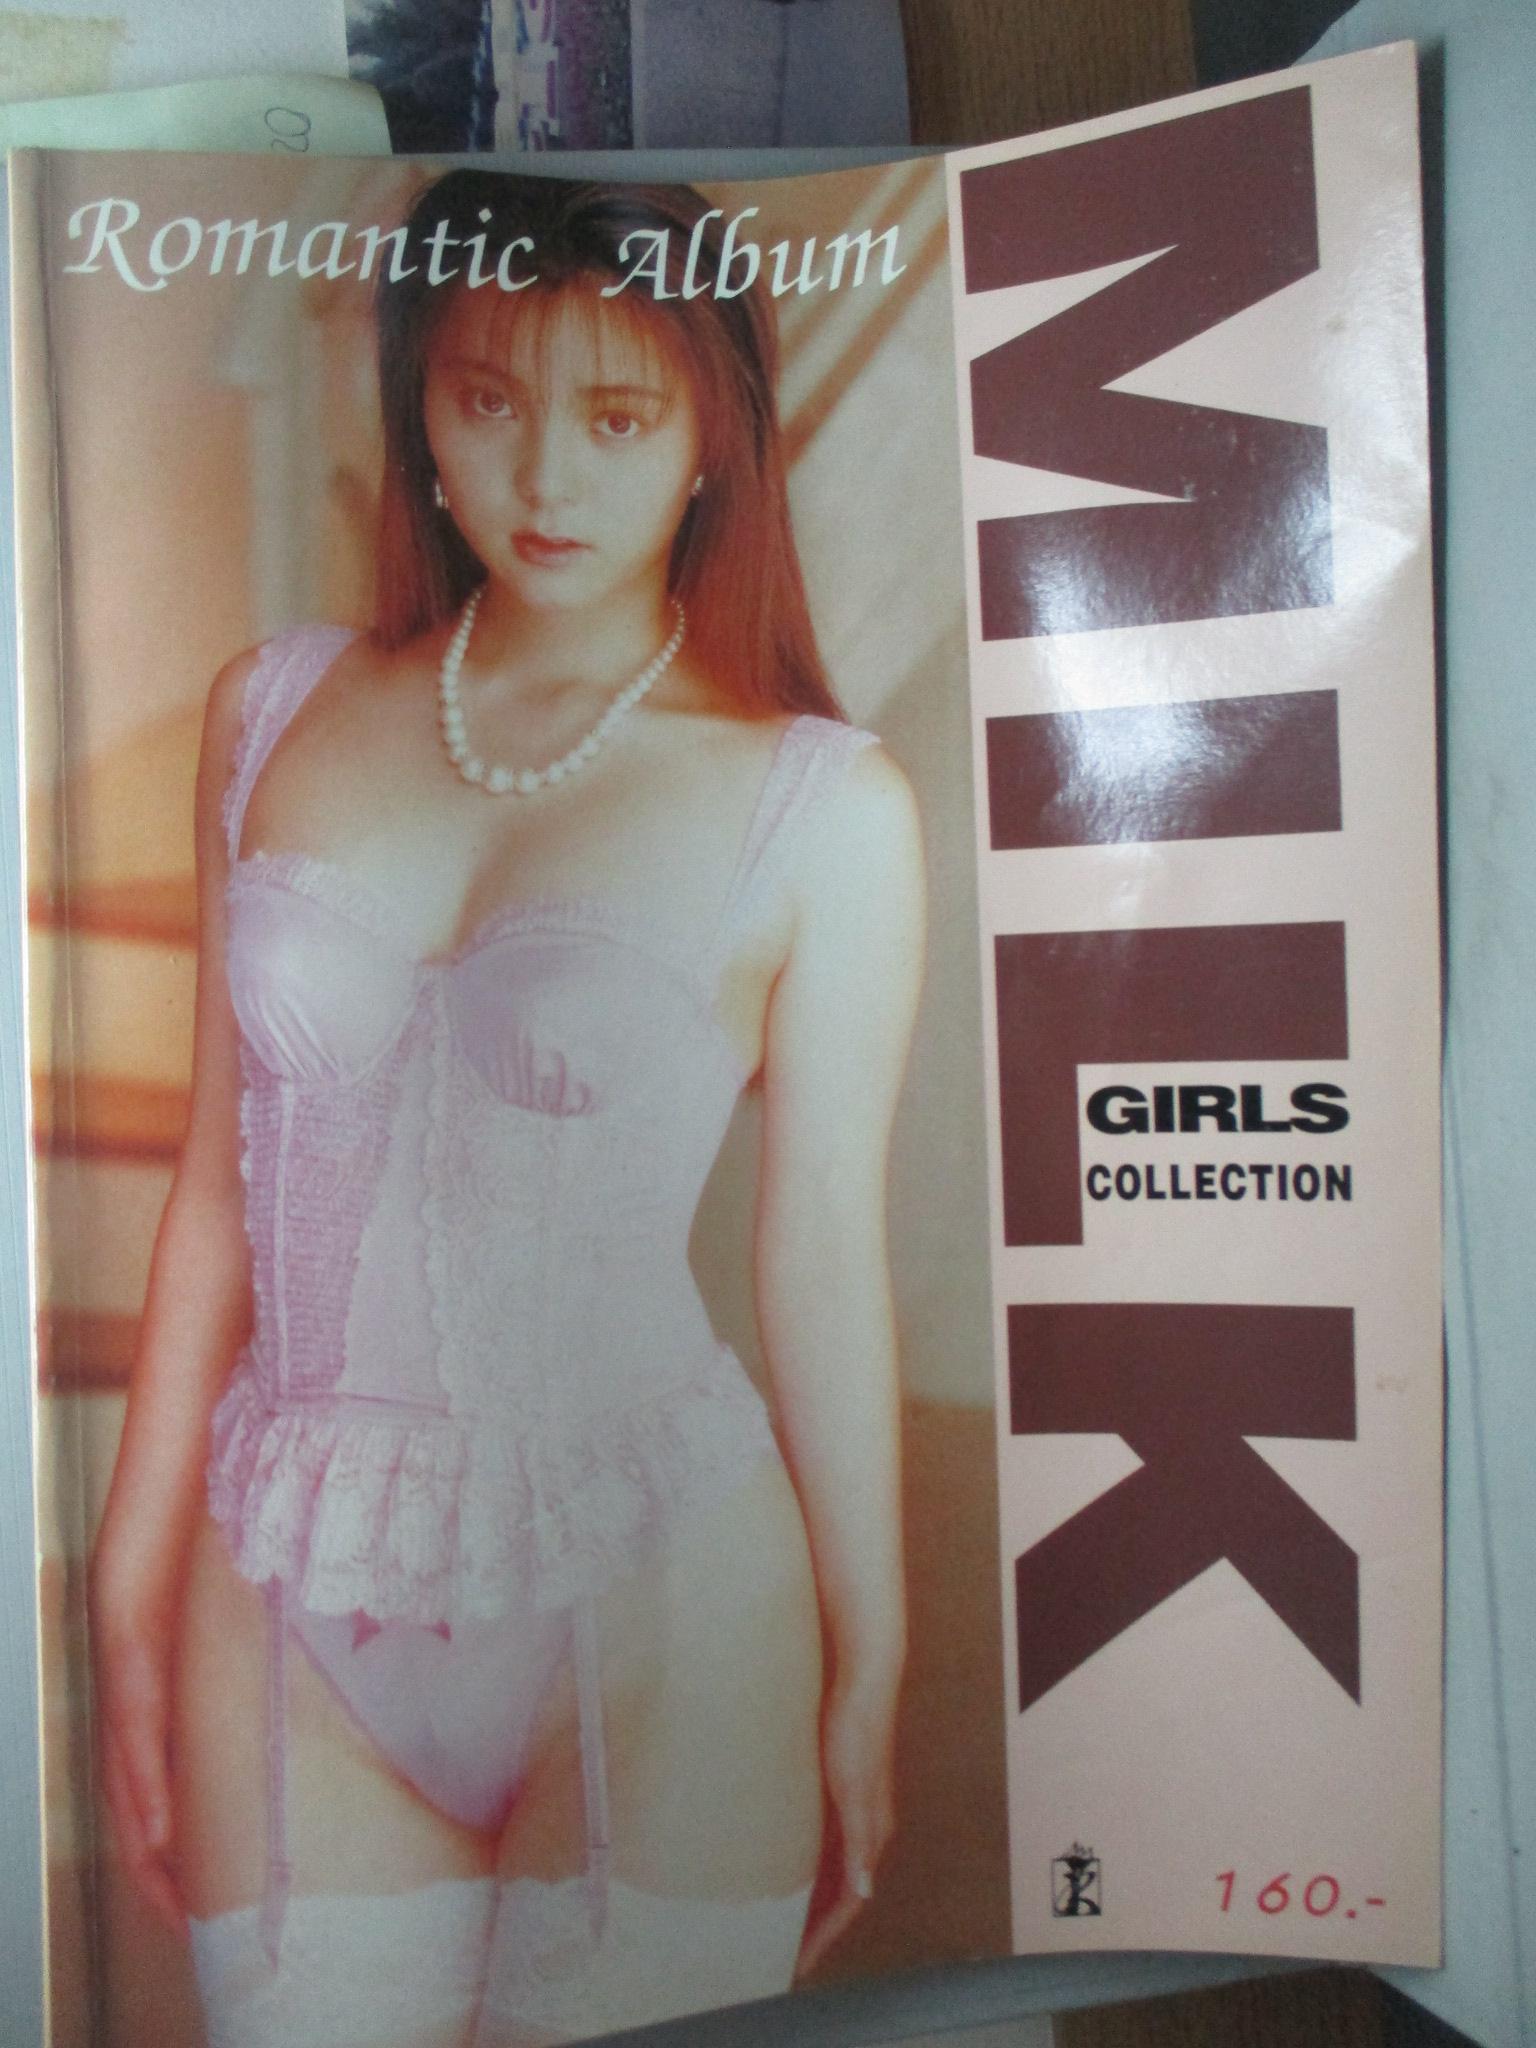 Romantic Album
MILK
GIRLS
COLLECTION
160.-